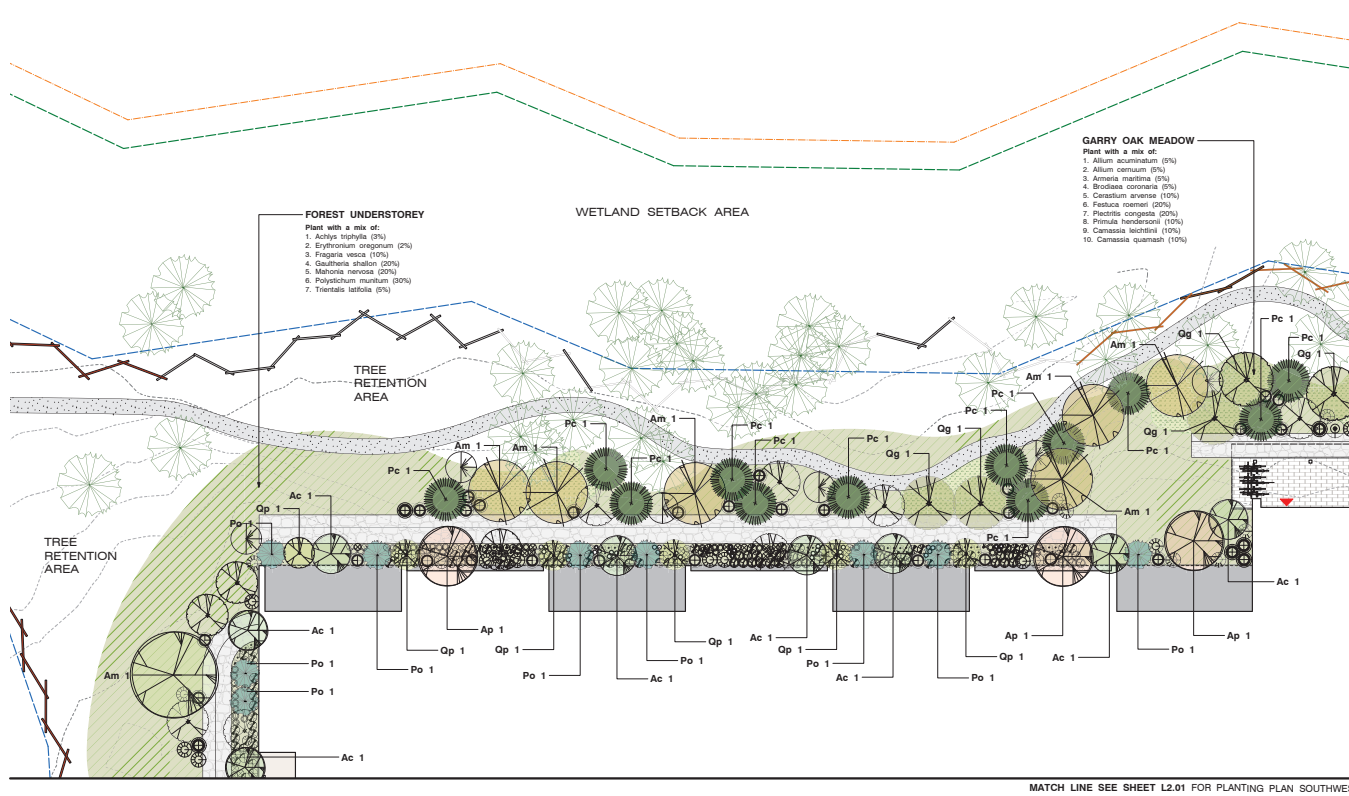 GARRY OAK MEADOW
Plant with a mix of:
1. Allium acuminatum (5%)
2. Allium cernuum (5%)
3. Armeria maritima (5%)
4. Brodiaea coronaria (5%)
5. Cerastium arvense (10%)
6. Festuca roemeri (20%)
7. Plectritis congesta (20%)
8. Primula hendersonii (10%)
9. Camassia leichtlinii (10%)
10. Camassia quamash (10%)
WETLAND SETBACK AREA
FOREST UNDERSTOREY
Plant with a mix of:
1. Achlys triphylla (3%)
2. Erythronium oregonum (2%)
3. Fragaria vesca (10%)
4. Gaultheria shallon (20%)
5. Mahonia nervosa (20%)
6. Polystichum munitum (30%)
7. Trientalis latifolia (5%)
Pc 1
Qg 1
Pc 1
Am 1
Qg 1
TREE
RETENTION
AREA
Am 1
Pc 1
Pc 1
Am 1
Pc 1
Pc 1
Qg 1
Qg 1
Pc 1
Pc 1
Am 1
Am 1
Pc 1
Qg 1
Pc 1
Pc 1
Pc 1
Ac 1
Qp 1
Am 1
Po 1
Pc 1
TREE
RETENTION
AREA
Ac 1
Ac 1
Ap 1
Qp 1
Ac 1
Ap 1
Ap 1
Qp 1
Qp 1
Qp 1
Po 1
Qp 1
Ac 1
Po 1
Po 1
Po 1
Po 1
Po 1
Ac 1
Ac 1
Po 1
Am 1
Po 1
Ac 1
MATCH LINE SEE SHEET L2.01 FOR PLANTING PLAN SOUTHWES